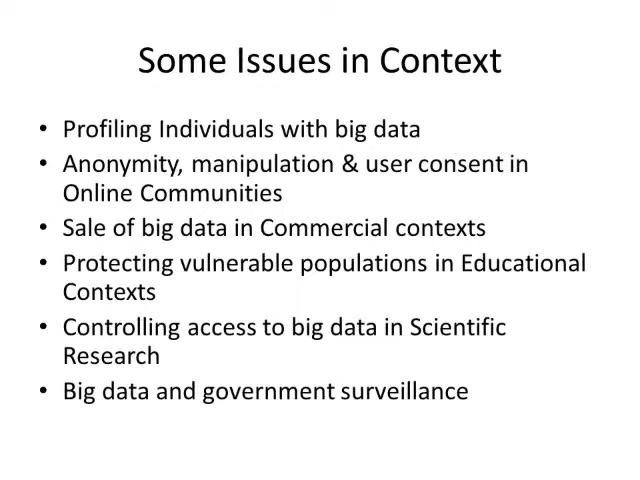 Some Issues in Context
• Profiling Individuals with big data
• Anonymity, manipulation & user consent in
Online Communities
• Sale of big data in Commercial contexts
• Protecting vulnerable populations in Educational
Contexts
• Controlling access to big data in Scientific
Research
• Big data and government surveillance